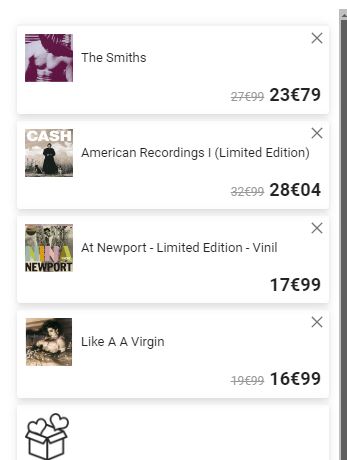 The Smiths
27€99 23€79
CASH
American Recordings I (Limited Edition)
32€99 28€04
NINA
NEWPORT
At Newport - Limited Edition - Vinil
17€99
Like A A Virgin
19€99 16€99